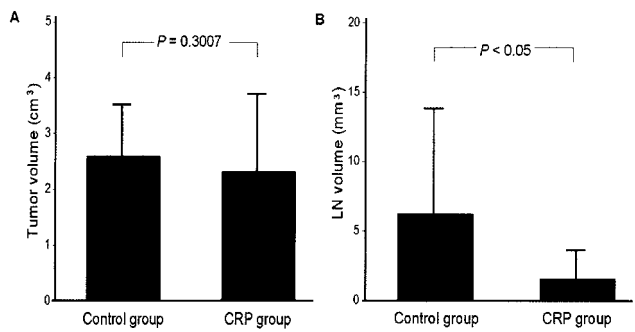 A
P = 0.3007
Tumor volume (cm³)
5
4
3
2
1
0
Control group
CRP group
B
P < 0.05
LN volume (mm³)
20
15
10
5
0
Control group
CRP group